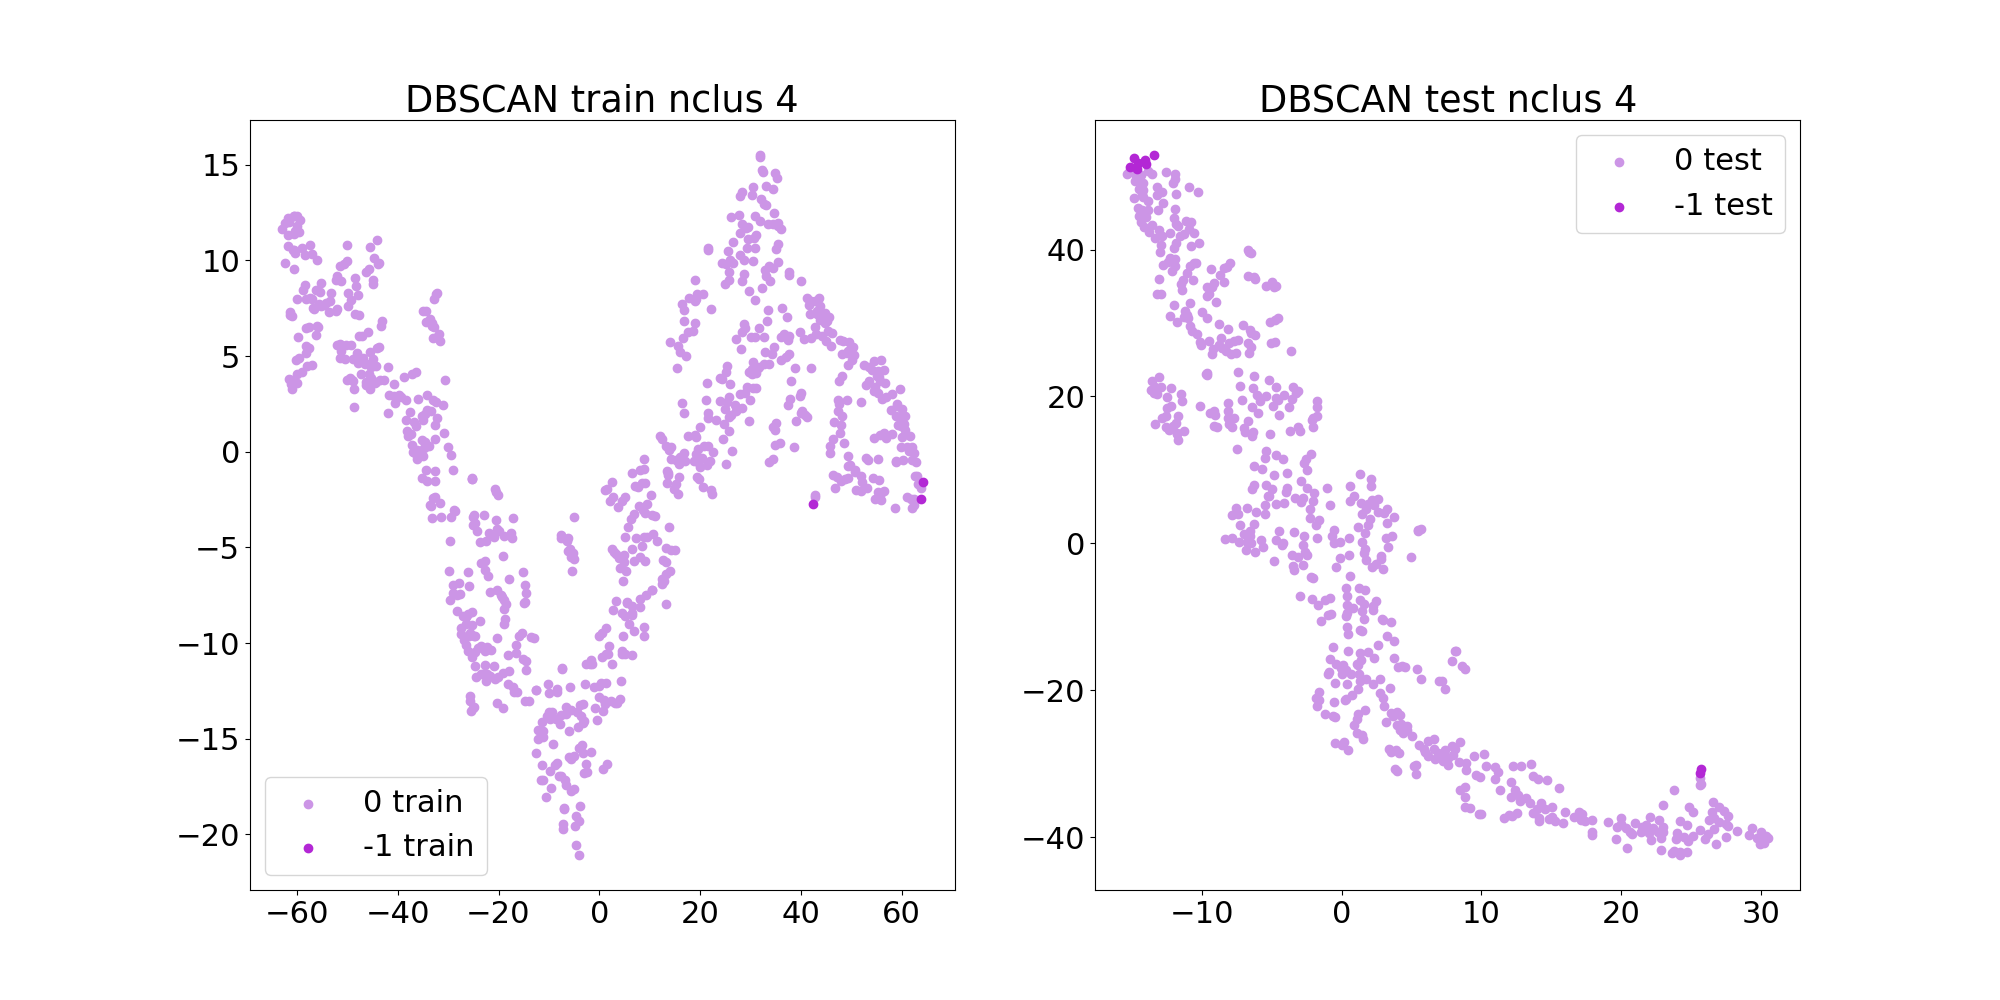 DBSCAN train nclus 4
15
10
5
0
−5
−10
−15
−20
−60 −40 −20 0 20 40 60
0 train
-1 train
DBSCAN test nclus 4
40
20
0
−20
−40
−10 0 10 20 30
0 test
-1 test